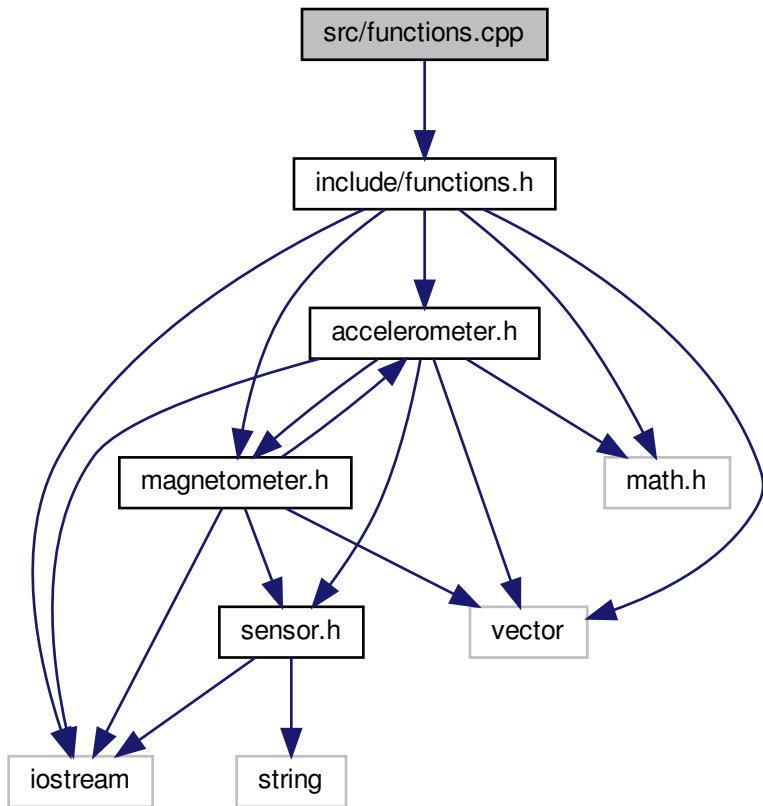 src/functions.cpp
include/functions.h
accelerometer.h
magnetometer.h
math.h
sensor.h
vector
iostream
string